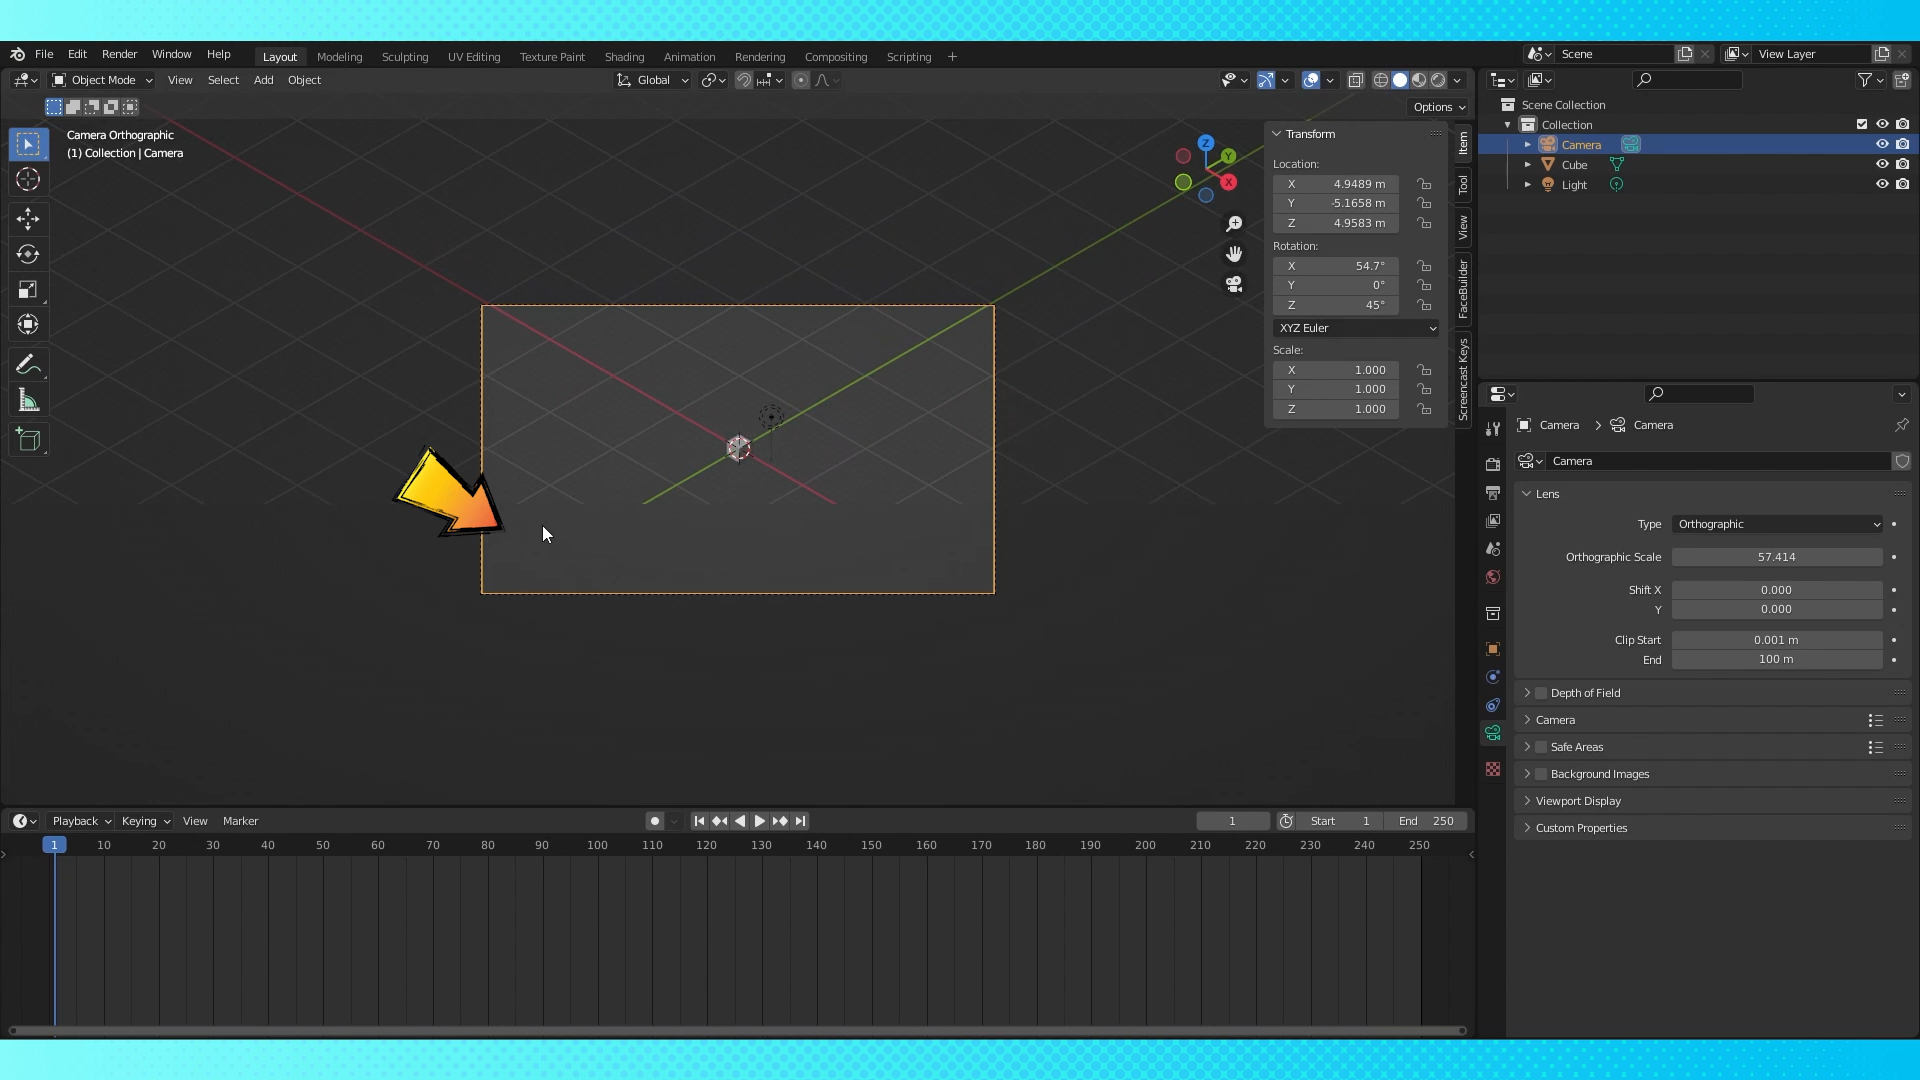 File Edit Render Window Help Layout Modeling Sculpting UV Editing Texture Paint Shading Animation Rendering Compositing Scripting + Scene View Layer
Object Mode View Select Add Object Global
Options
Camera Orthographic
(1) Collection | Camera
Z
Y
X
Transform
Location:
X 4.9489 m
Y -5.1658 m
Z 4.9583 m
Rotation:
X 54.7°
Y 0°
Z 45°
XYZ Euler
Scale:
X 1.000
Y 1.000
Z 1.000
Item
Tool
View
FaceBuilder
Screencast Keys
Scene Collection
Collection
Camera
Cube
Light
Camera > Camera
Camera
Lens
Type Orthographic
Orthographic Scale 57.414
Shift X 0.000
Y 0.000
Clip Start 0.001 m
End 100 m
Depth of Field
Camera
Safe Areas
Background Images
Viewport Display
Custom Properties
Playback Keying View Marker 1 Start 1 End 250
1 10 20 30 40 50 60 70 80 90 100 110 120 130 140 150 160 170 180 190 200 210 220 230 240 250